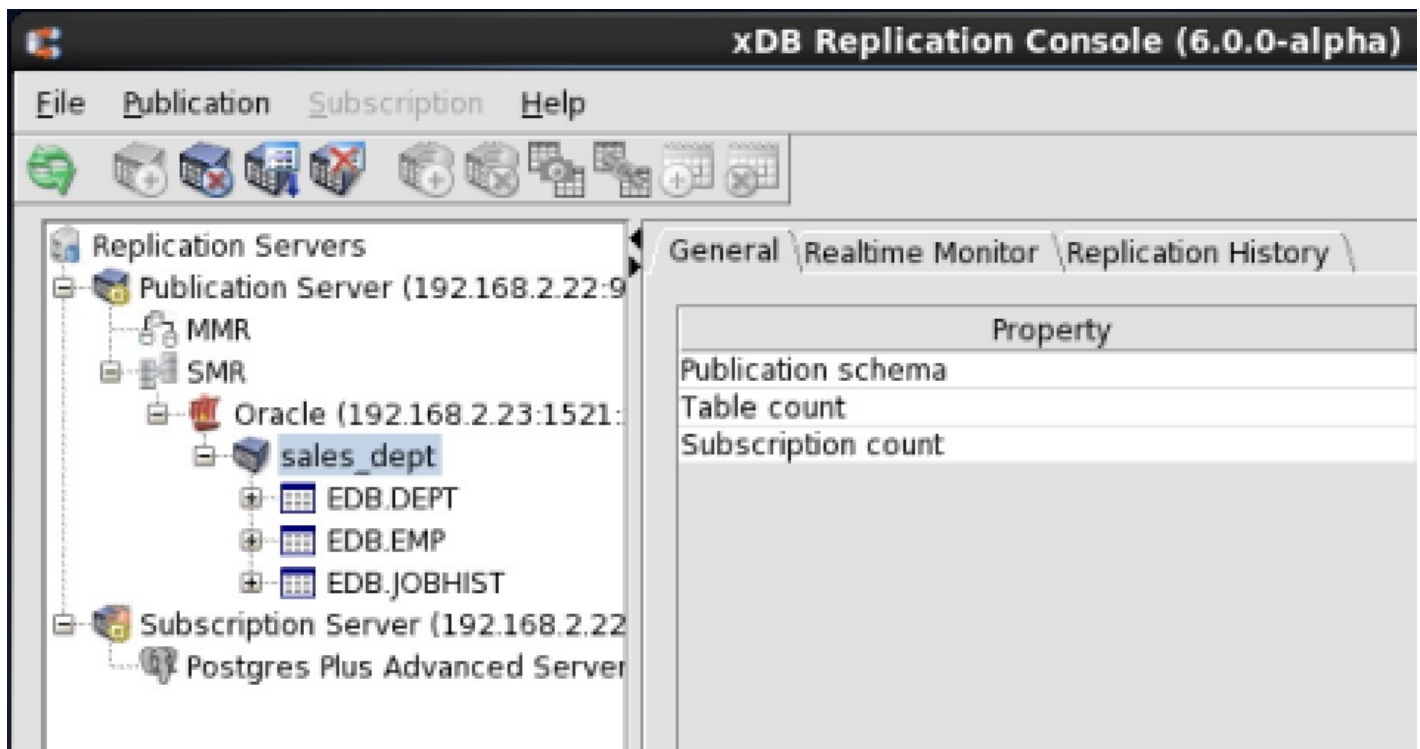 xDB Replication Console (6.0.0-alpha)
File Publication Subscription Help
Replication Servers
Publication Server (192.168.2.22:9
MMR
SMR
Oracle (192.168.2.23:1521:
sales_dept
EDB.DEPT
EDB.EMP
EDB.JOBHIST
Subscription Server (192.168.2.22
Postgres Plus Advanced Server
General Realtime Monitor Replication History
Property
Publication schema
Table count
Subscription count